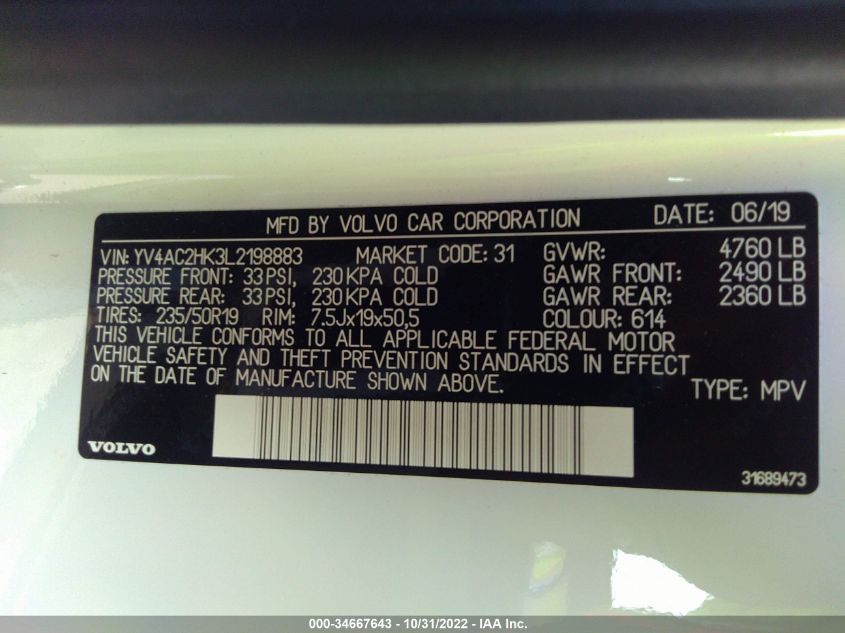 MFD BY VOLVO CAR CORPORATION DATE: 06/19
VIN: YV4AC2HK3L2198883 MARKET CODE: 31 GVWR: 4760 LB
PRESSURE FRONT: 33 PSI, 230 KPA COLD GAWR FRONT: 2490 LB
PRESSURE REAR: 33 PSI, 230 KPA COLD GAWR REAR: 2360 LB
TIRES: 235/50R19 RIM: 7.5Jx19x50,5 COLOUR: 614
THIS VEHICLE CONFORMS TO ALL APPLICABLE FEDERAL MOTOR
VEHICLE SAFETY AND THEFT PREVENTION STANDARDS IN EFFECT
ON THE DATE OF MANUFACTURE SHOWN ABOVE. TYPE: MPV
VOLVO 31689473
000-34667643 - 10/31/2022 - IAA Inc.